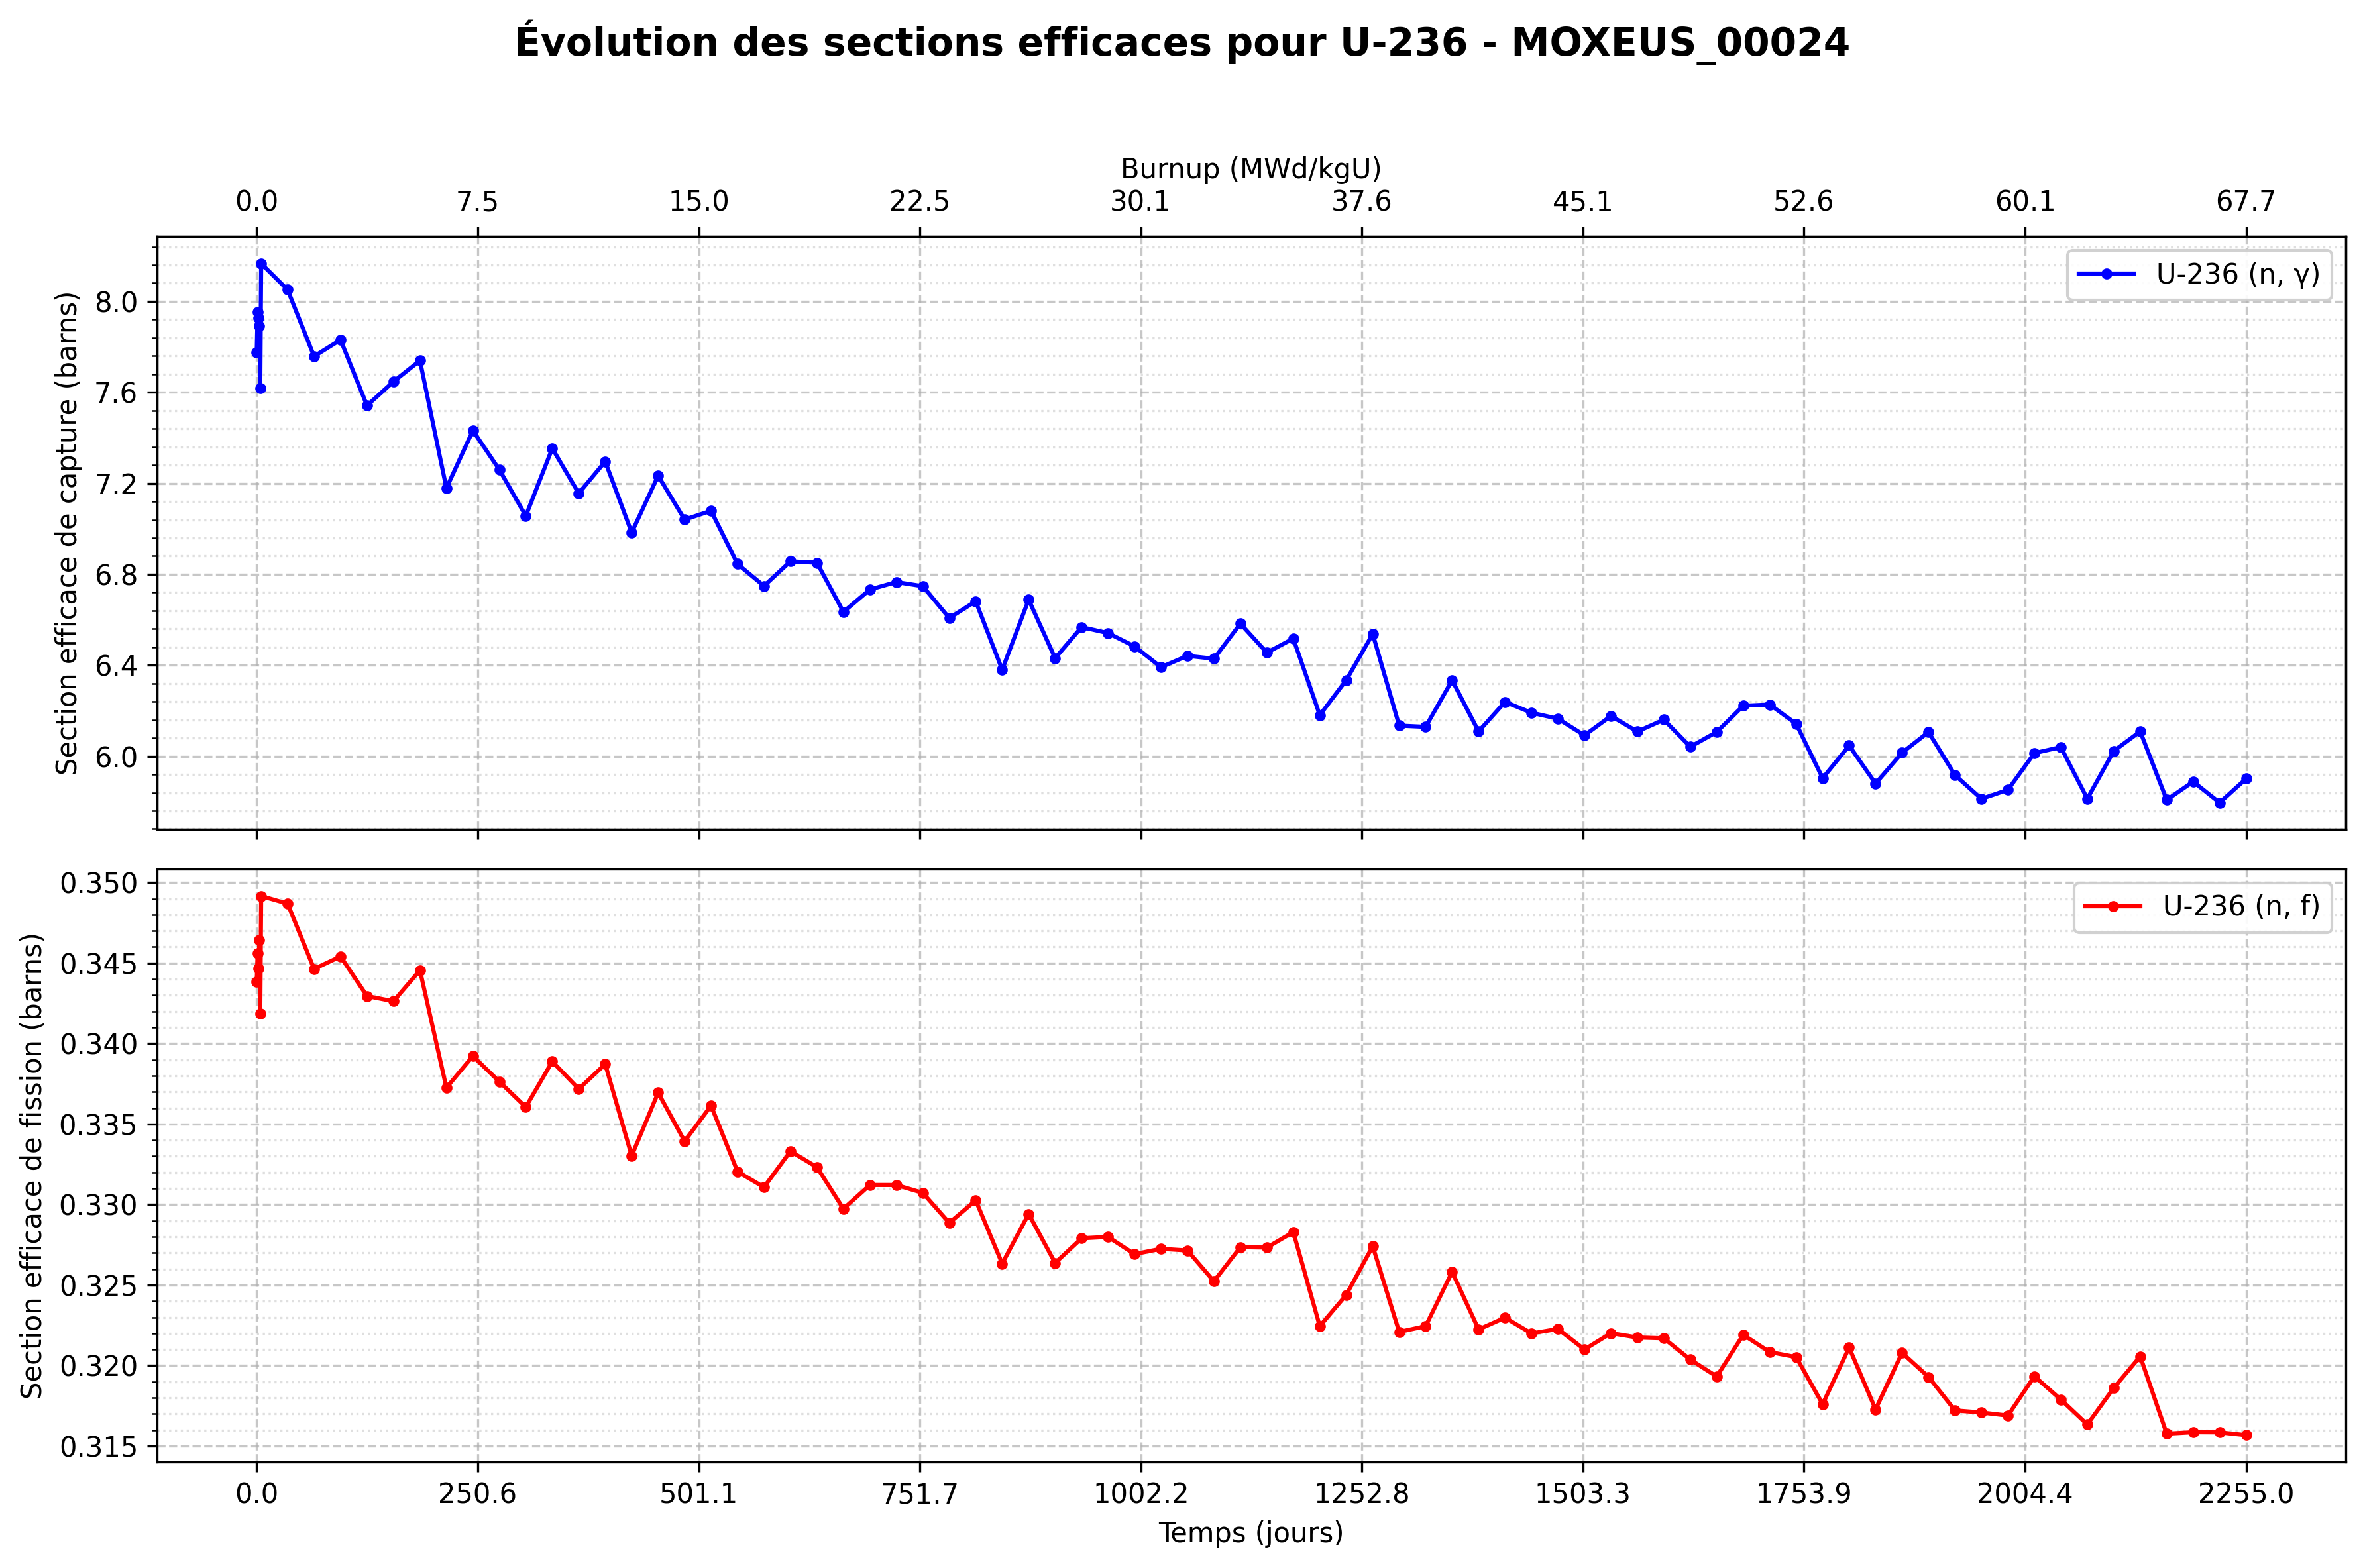 Évolution des sections efficaces pour U-236 - MOXEUS_00024
Burnup (MWd/kgU)
0.0 7.5 15.0 22.5 30.1 37.6 45.1 52.6 60.1 67.7
U-236 (n, γ)
Section efficace de capture (barns)
8.0
7.6
7.2
6.8
6.4
6.0
U-236 (n, f)
Section efficace de fission (barns)
0.350
0.345
0.340
0.335
0.330
0.325
0.320
0.315
0.0 250.6 501.1 751.7 1002.2 1252.8 1503.3 1753.9 2004.4 2255.0
Temps (jours)